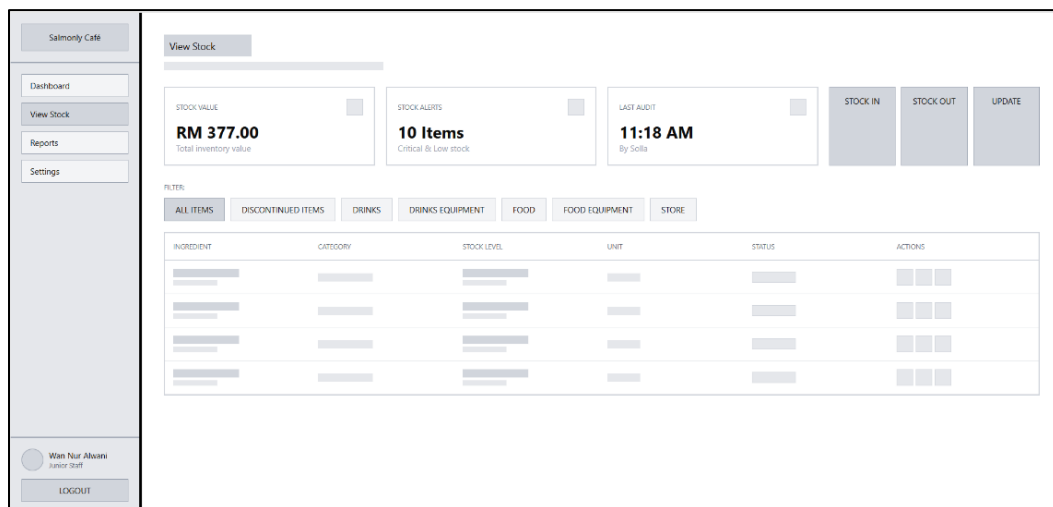 Salmonly Café
Dashboard
View Stock
Reports
Settings
Wan Nur Alwani
Junior Staff
LOGOUT
View Stock
STOCK VALUE
RM 377.00
Total inventory value
STOCK ALERTS
10 Items
Critical & Low stock
LAST AUDIT
11:18 AM
By Solla
STOCK IN
STOCK OUT
UPDATE
FILTER:
ALL ITEMS DISCONTINUED ITEMS DRINKS DRINKS EQUIPMENT FOOD FOOD EQUIPMENT STORE
INGREDIENT CATEGORY STOCK LEVEL UNIT STATUS ACTIONS